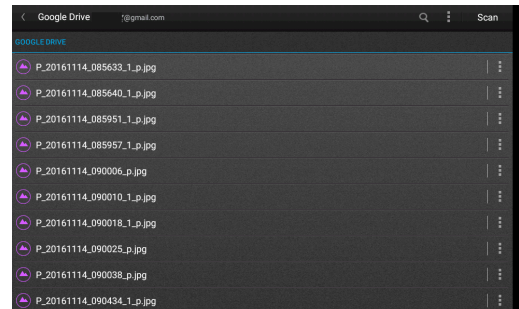 Google Drive @gmail.com Scan
GOOGLE DRIVE
P_20161114_085633_1_p.jpg
P_20161114_085640_1_p.jpg
P_20161114_085951_1_p.jpg
P_20161114_085957_1_p.jpg
P_20161114_090006_p.jpg
P_20161114_090010_1_p.jpg
P_20161114_090018_1_p.jpg
P_20161114_090025_p.jpg
P_20161114_090038_p.jpg
P_20161114_090434_1_p.jpg